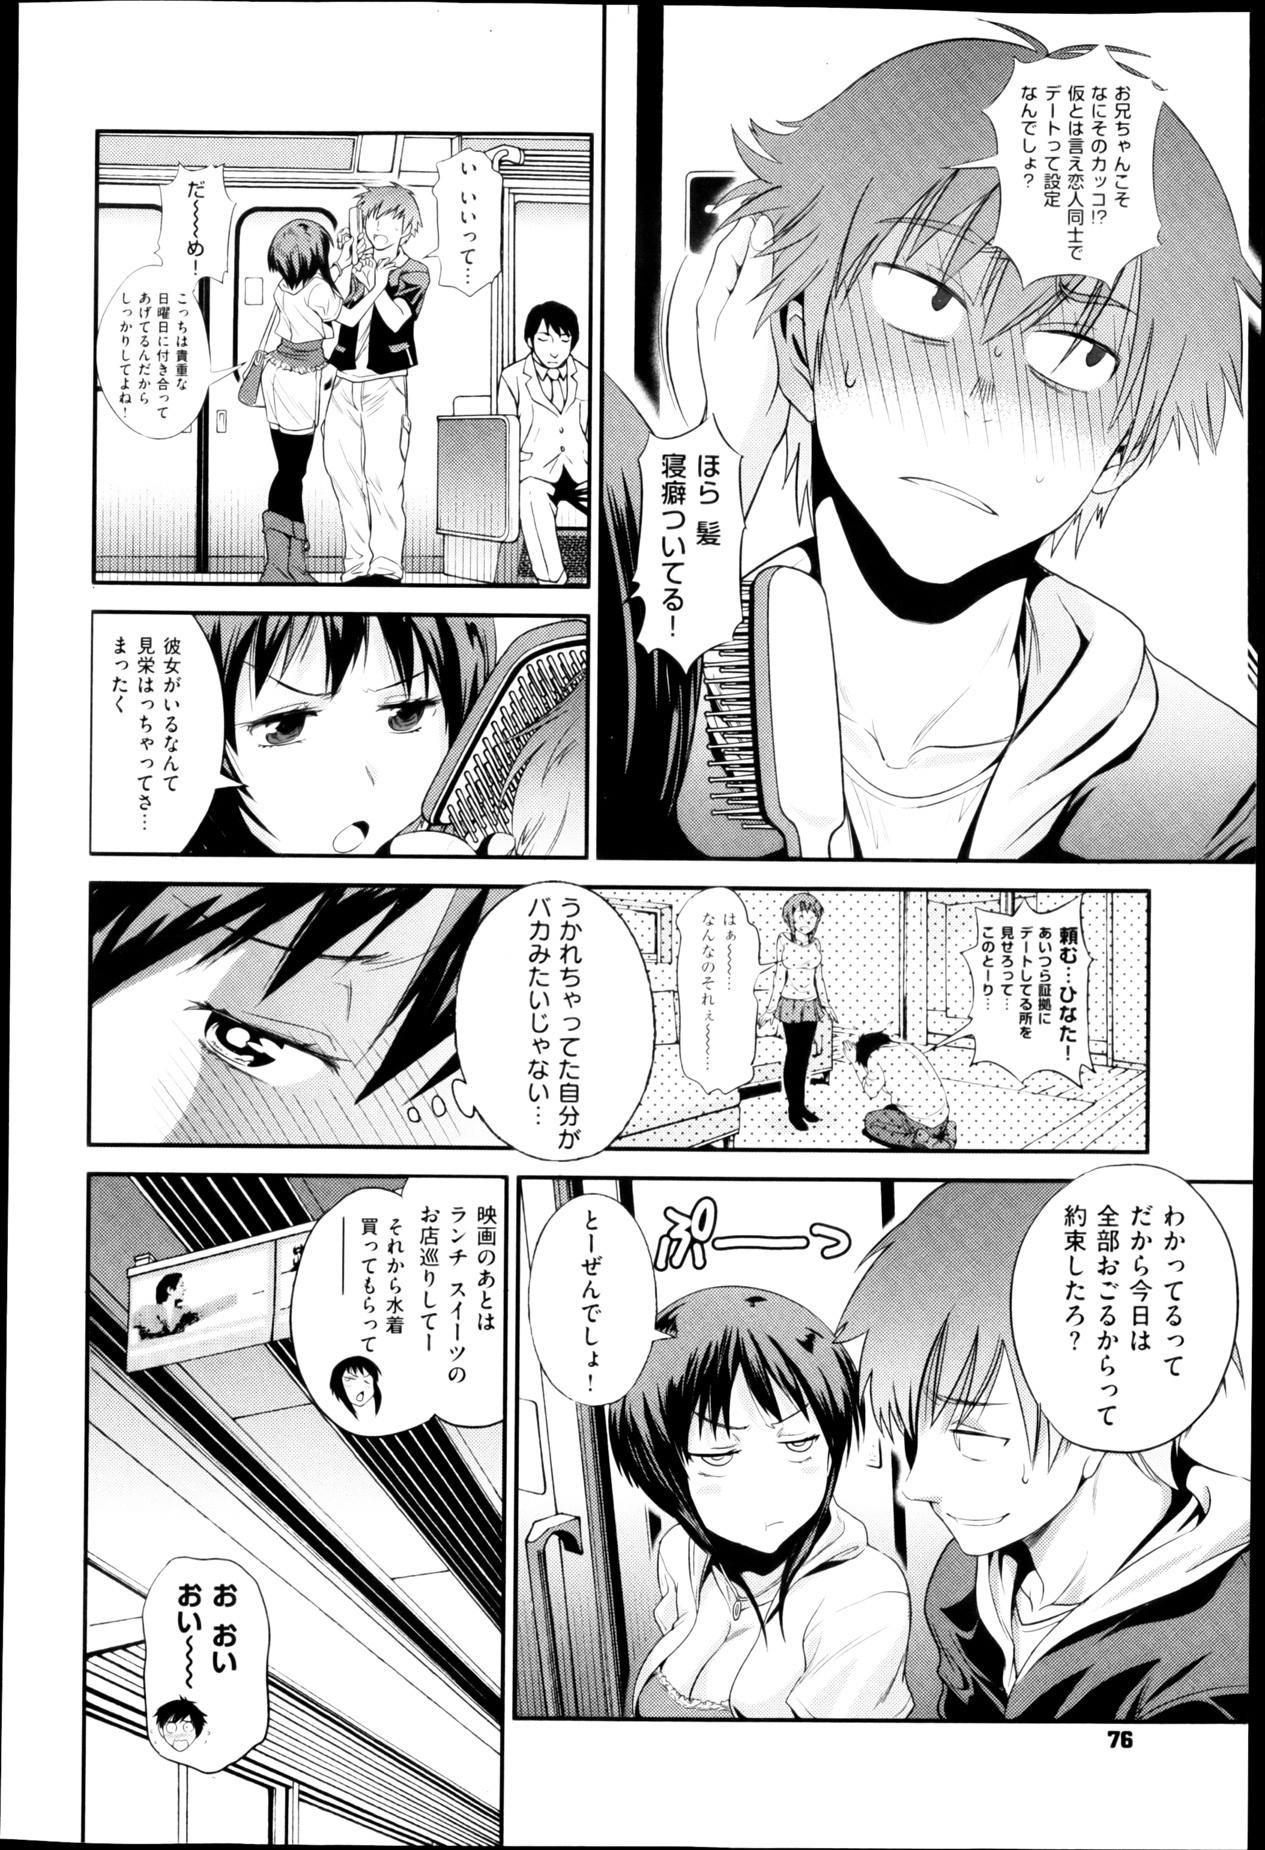 お兄ちゃんこそ
なにそのカッコ!?
仮とは言え恋人同士で
デートって設定
なんでしょ？
ほら 髪
寝癖ついてる！
い いいって…
だ〜〜め！
こっちは貴重な
日曜日に付き合って
あげてるんだから
しっかりしてよね！
彼女がいるなんて
見栄はっちゃってさ…
まったく
頼む…ひなた！
あいつら証拠に
デートしてる所を
見せろって…
このとーり…
はぁ〜〜……
なんなのそれぇ〜〜……
うかれちゃってた自分が
バカみたいじゃない…
わかってるって
だから今日は
全部おごるからって
約束したろ？
ぷーーっ
とーぜんでしょ！
映画のあとは
ランチ スイーツの
お店巡りしてー
それから水着
買ってもらって
――
お おい
おい〜〜〜
76